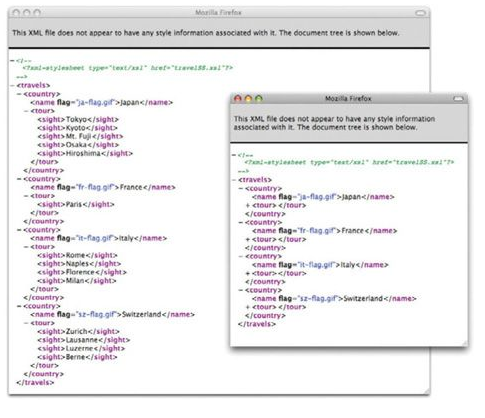 Mozilla Firefox
This XML file does not appear to have any style information associated with it. The document tree is shown below.
−<!--
<?xml-stylesheet type="text/xsl" href="travelSS.xsl"?>
-->
−<travels>
−<country>
<name flag="ja-flag.gif">Japan</name>
−<tour>
<sight>Tokyo</sight>
<sight>Kyoto</sight>
<sight>Mt. Fuji</sight>
<sight>Osaka</sight>
<sight>Hiroshima</sight>
</tour>
</country>
−<country>
<name flag="fr-flag.gif">France</name>
−<tour>
<sight>Paris</sight>
</tour>
</country>
−<country>
<name flag="it-flag.gif">Italy</name>
−<tour>
<sight>Rome</sight>
<sight>Naples</sight>
<sight>Florence</sight>
<sight>Milan</sight>
</tour>
</country>
−<country>
<name flag="sz-flag.gif">Switzerland</name>
−<tour>
<sight>Zurich</sight>
<sight>Lausanne</sight>
<sight>Luzerne</sight>
<sight>Berne</sight>
</tour>
</country>
</travels>
Mozilla Firefox
This XML file does not appear to have any style information
associated with it. The document tree is shown below.
−<!--
<?xml-stylesheet type="text/xsl" href="travelSS.xsl"?>
-->
−<travels>
−<country>
<name flag="ja-flag.gif">Japan</name>
+<tour></tour>
</country>
−<country>
<name flag="fr-flag.gif">France</name>
+<tour></tour>
</country>
−<country>
<name flag="it-flag.gif">Italy</name>
+<tour></tour>
</country>
−<country>
<name flag="sz-flag.gif">Switzerland</name>
+<tour></tour>
</country>
</travels>